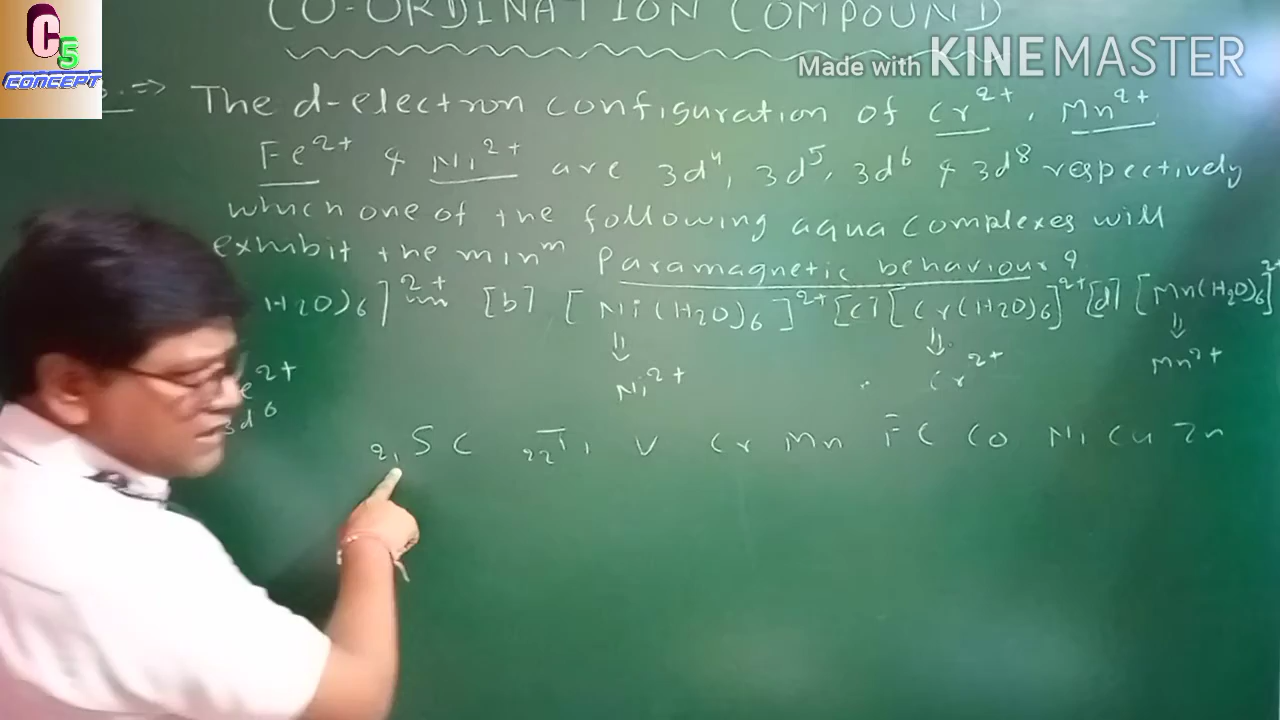 C5
CONCEPT
CO-ORDINATION COMPOUND
Made with KINEMASTER
⇒ The d-electron configuration of Cr²⁺, Mn²⁺
Fe²⁺ & Ni²⁺ are 3d⁴, 3d⁵, 3d⁶ & 3d⁸ respectively
which one of the following aqua complexes will
exhibit the minᵐ paramagnetic behaviour?
H₂O)₆]²⁺ [b] [Ni(H₂O)₆]²⁺ [c] [Cr(H₂O)₆]²⁺ [d] [Mn(H₂O)₆]²⁺
e²⁺ Ni²⁺ Cr²⁺ Mn²⁺
3d⁶
₂₁SC ₂₂Ti V Cr Mn FC CO Ni Cu Zn